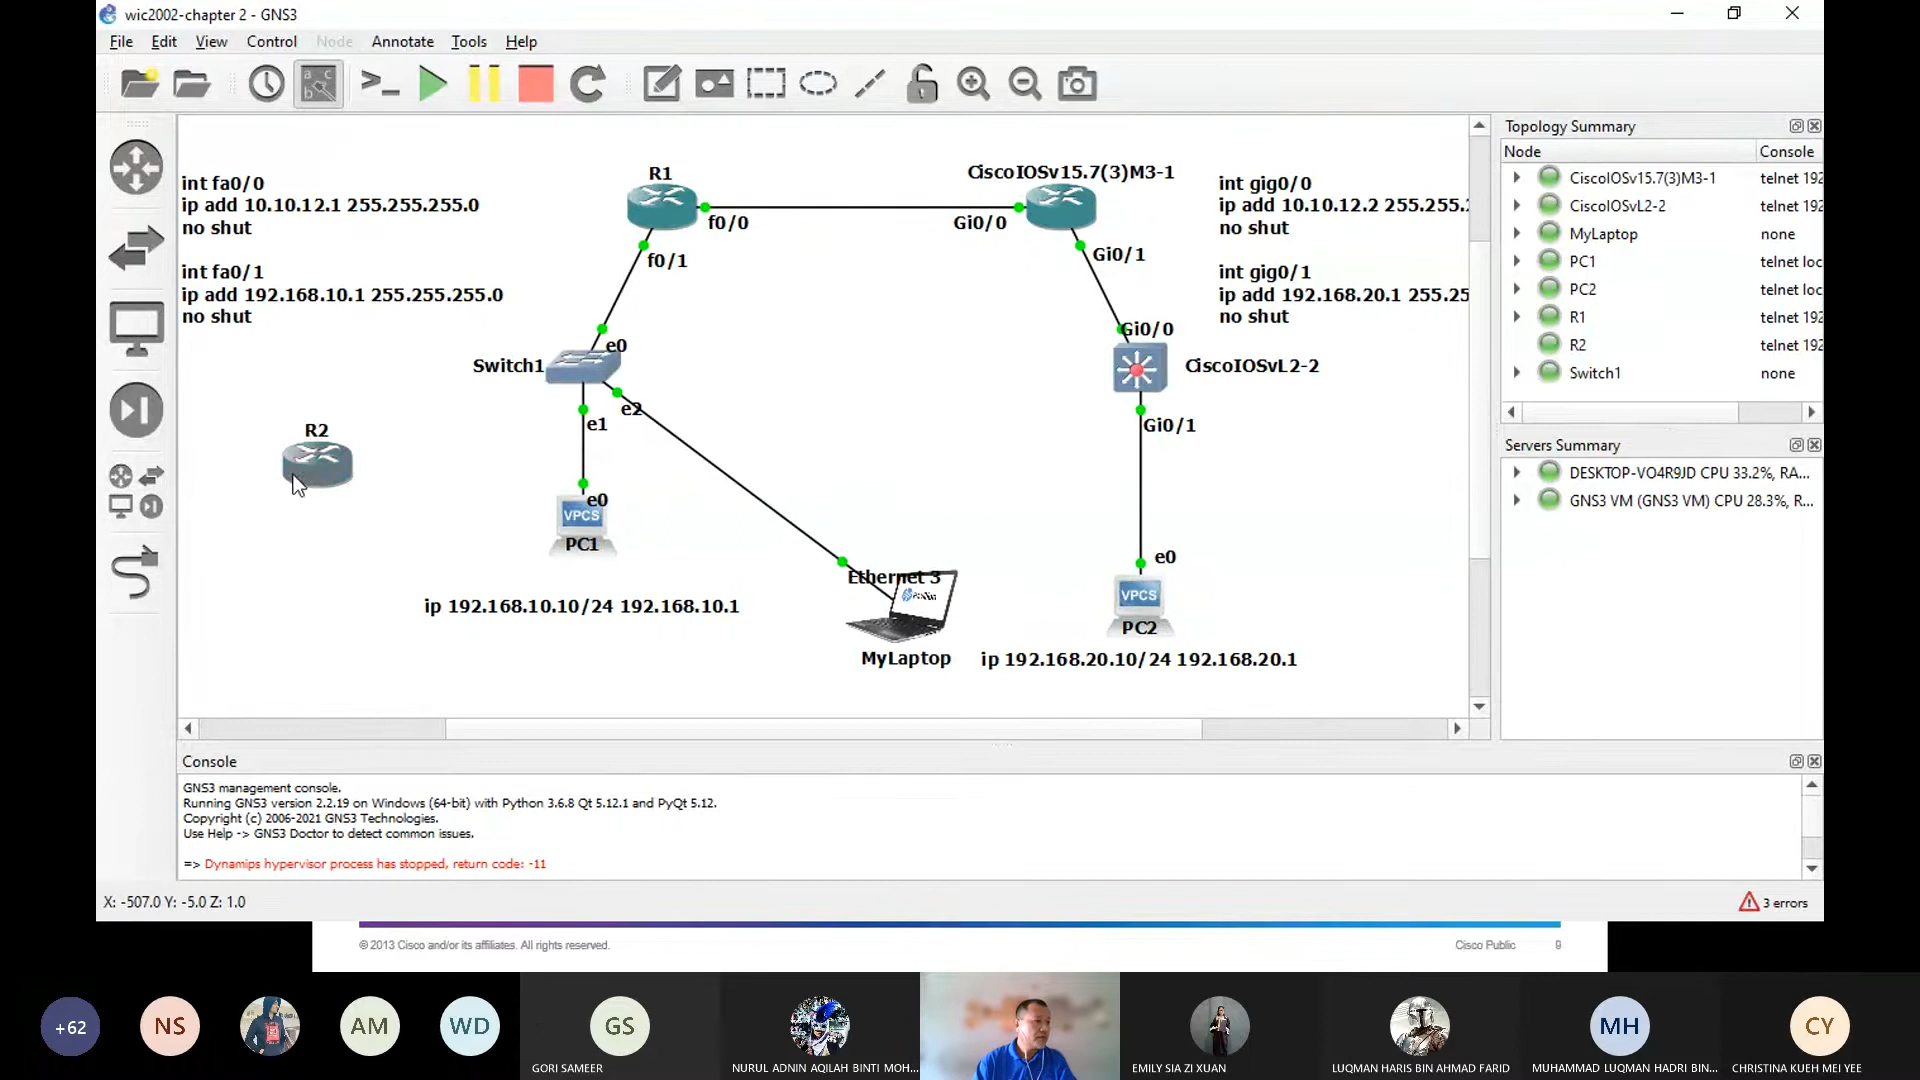 wic2002-chapter 2 - GNS3
File Edit View Control Node Annotate Tools Help
int fa0/0
ip add 10.10.12.1 255.255.255.0
no shut
int fa0/1
ip add 192.168.10.1 255.255.255.0
no shut
R1
f0/0
f0/1
CiscoIOSv15.7(3)M3-1
Gi0/0
Gi0/1
int gig0/0
ip add 10.10.12.2 255.255.
no shut
int gig0/1
ip add 192.168.20.1 255.25
no shut
Switch1
e0
e2
e1
Gi0/0
CiscoIOSvL2-2
Gi0/1
R2
e0
VPCS
PC1
ip 192.168.10.10/24 192.168.10.1
Ethernet 3
MyLaptop
e0
VPCS
PC2
ip 192.168.20.10/24 192.168.20.1
Topology Summary
Node Console
CiscoIOSv15.7(3)M3-1 telnet 192
CiscoIOSvL2-2 telnet 192
MyLaptop none
PC1 telnet loc
PC2 telnet loc
R1 telnet 192
R2 telnet 192
Switch1 none
Servers Summary
DESKTOP-VO4R9JD CPU 33.2%, RA...
GNS3 VM (GNS3 VM) CPU 28.3%, R...
Console
GNS3 management console.
Running GNS3 version 2.2.19 on Windows (64-bit) with Python 3.6.8 Qt 5.12.1 and PyQt 5.12.
Copyright (c) 2006-2021 GNS3 Technologies.
Use Help -> GNS3 Doctor to detect common issues.
=> Dynamips hypervisor process has stopped, return code: -11
X: -507.0 Y: -5.0 Z: 1.0
3 errors
© 2013 Cisco and/or its affiliates. All rights reserved.
Cisco Public 9
+62
NS
AM
WD
GS
MH
CY
GORI SAMEER
NURUL ADNIN AQILAH BINTI MOH...
EMILY SIA ZI XUAN
LUQMAN HARIS BIN AHMAD FARID
MUHAMMAD LUQMAN HADRI BIN...
CHRISTINA KUEH MEI YEE